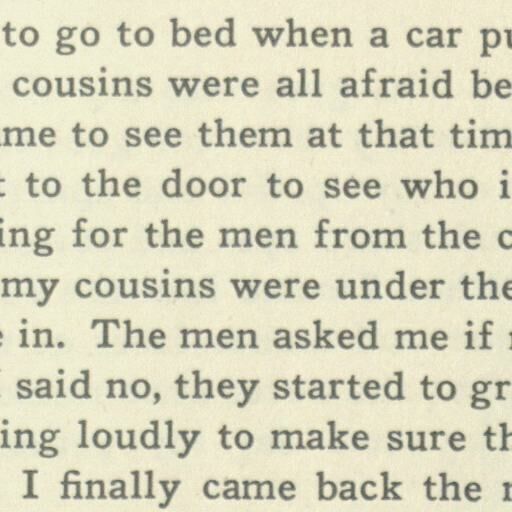 to go to bed when a car pu
cousins were all afraid be
me to see them at that tim
to the door to see who i
ing for the men from the c
my cousins were under the
in. The men asked me if
said no, they started to gr
ing loudly to make sure th
I finally came back the